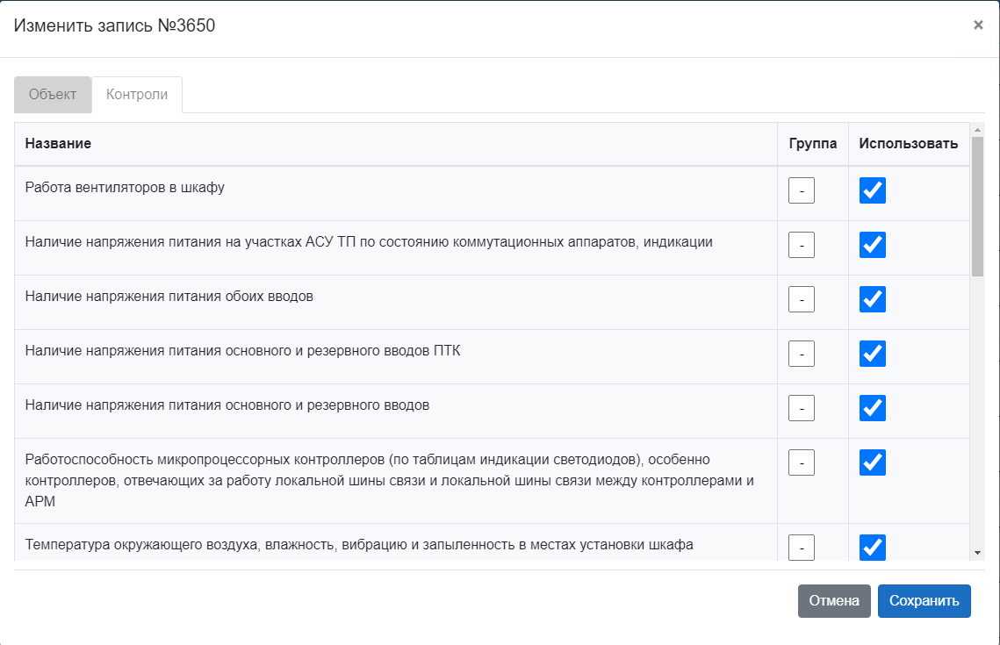 Изменить запись №3650
×
Объект
Контроли
Название
Группа
Использовать
Работа вентиляторов в шкафу
-
Наличие напряжения питания на участках АСУ ТП по состоянию коммутационных аппаратов, индикации
-
Наличие напряжения питания обоих вводов
-
Наличие напряжения питания основного и резервного вводов ПТК
-
Наличие напряжения питания основного и резервного вводов
-
Работоспособность микропроцессорных контроллеров (по таблицам индикации светодиодов), особенно
контроллеров, отвечающих за работу локальной шины связи и локальной шины связи между контроллерами и
АРМ
-
Температура окружающего воздуха, влажность, вибрацию и запыленность в местах установки шкафа
-
Отмена
Сохранить